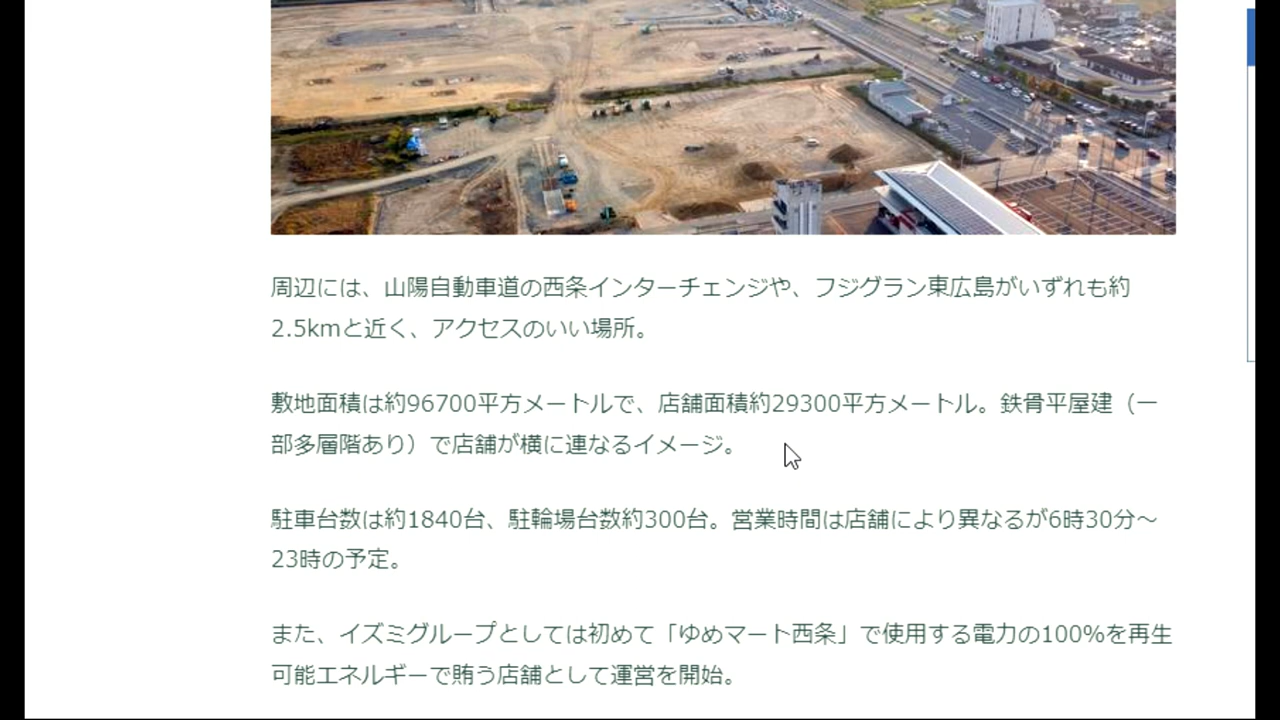 周辺には、山陽自動車道の西条インターチェンジや、フジグラン東広島がいずれも約
2.5kmと近く、アクセスのいい場所。
敷地面積は約96700平方メートルで、店舗面積約29300平方メートル。鉄骨平屋建（一
部多層階あり）で店舗が横に連なるイメージ。
駐車台数は約1840台、駐輪場台数約300台。営業時間は店舗により異なるが6時30分～
23時の予定。
また、イズミグループとしては初めて「ゆめマート西条」で使用する電力の100%を再生
可能エネルギーで賄う店舗として運営を開始。